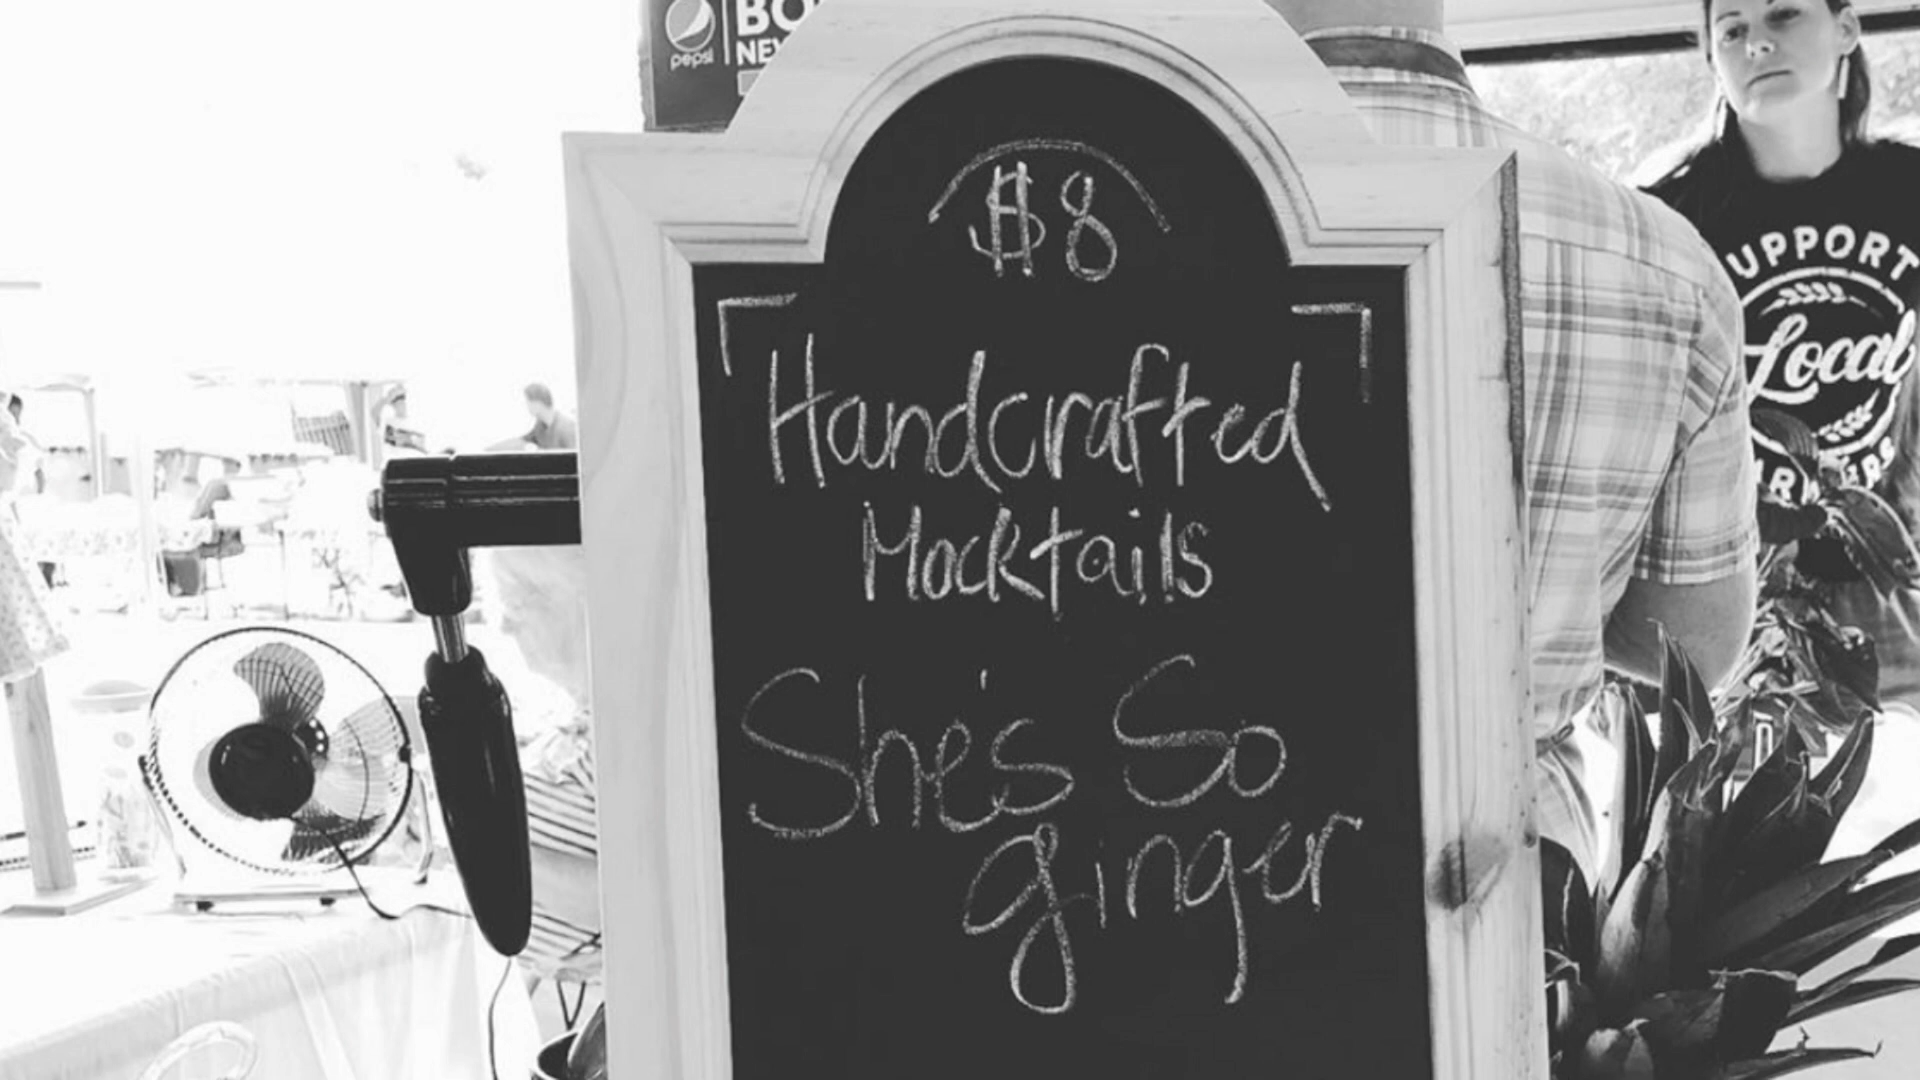 pepsi
$8
Handcrafted
Mocktails
She's So
ginger
SUPPORT
Local